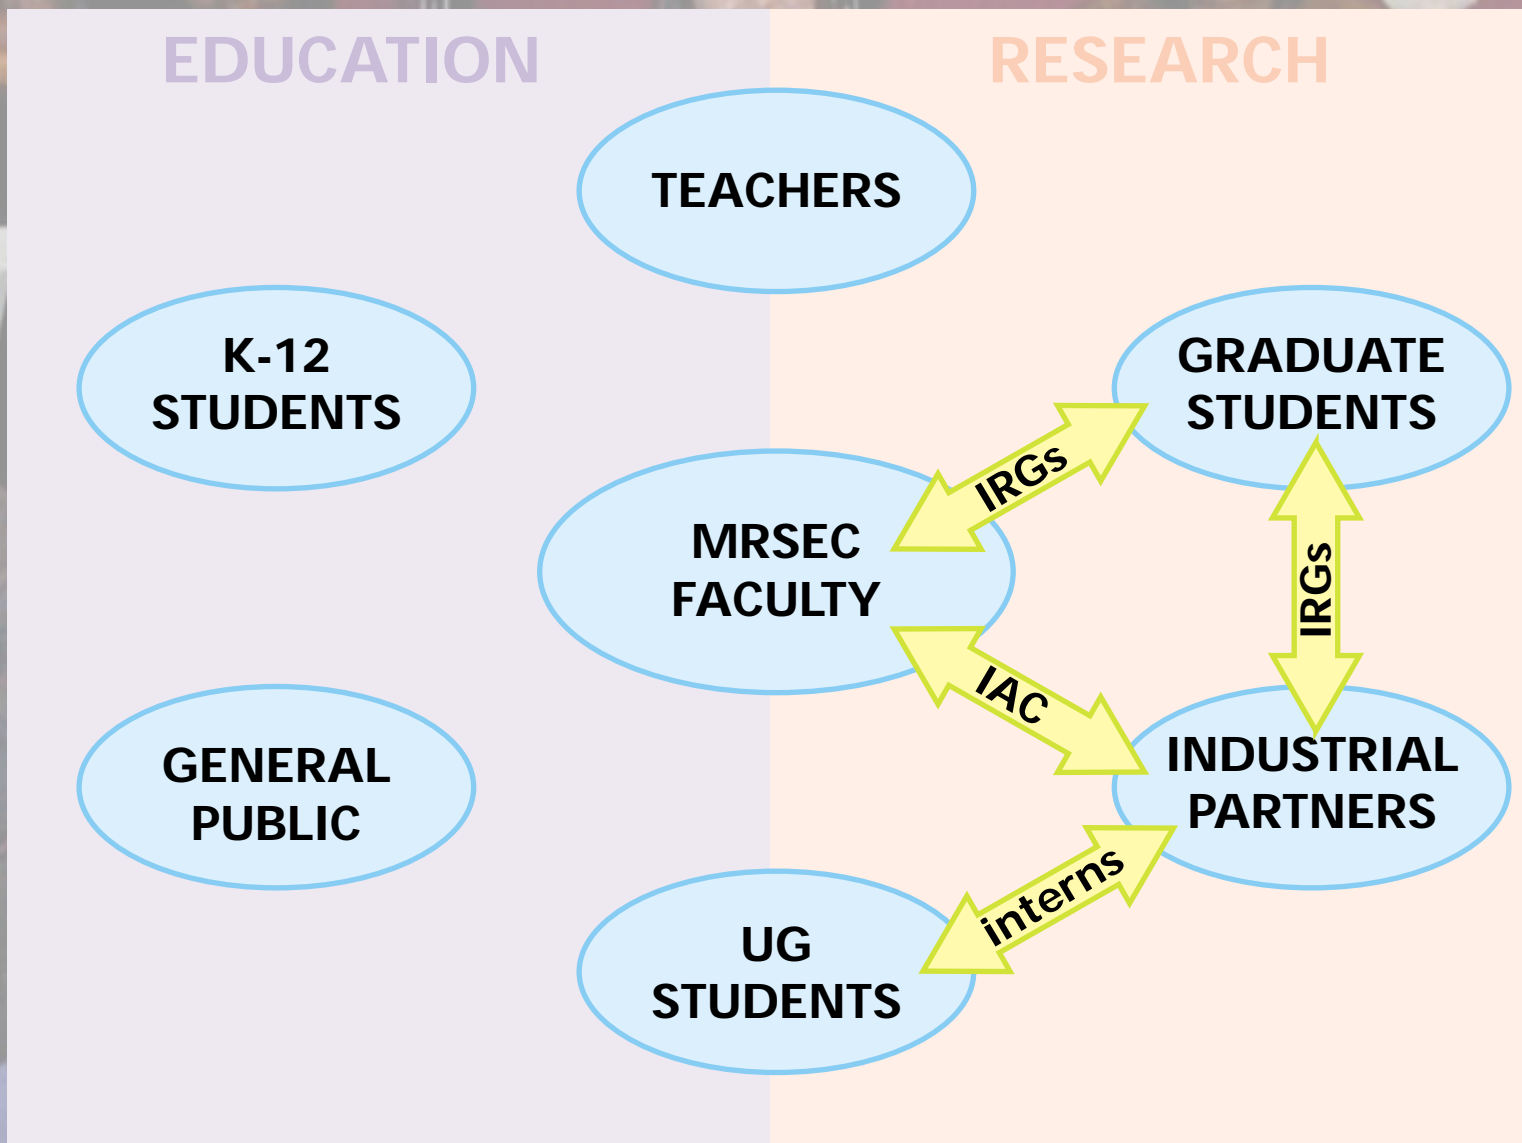 EDUCATION
RESEARCH
TEACHERS
K-12
STUDENTS
GRADUATE
STUDENTS
IRGs
MRSEC
FACULTY
IRGs
IAC
GENERAL
PUBLIC
INDUSTRIAL
PARTNERS
interns
UG
STUDENTS